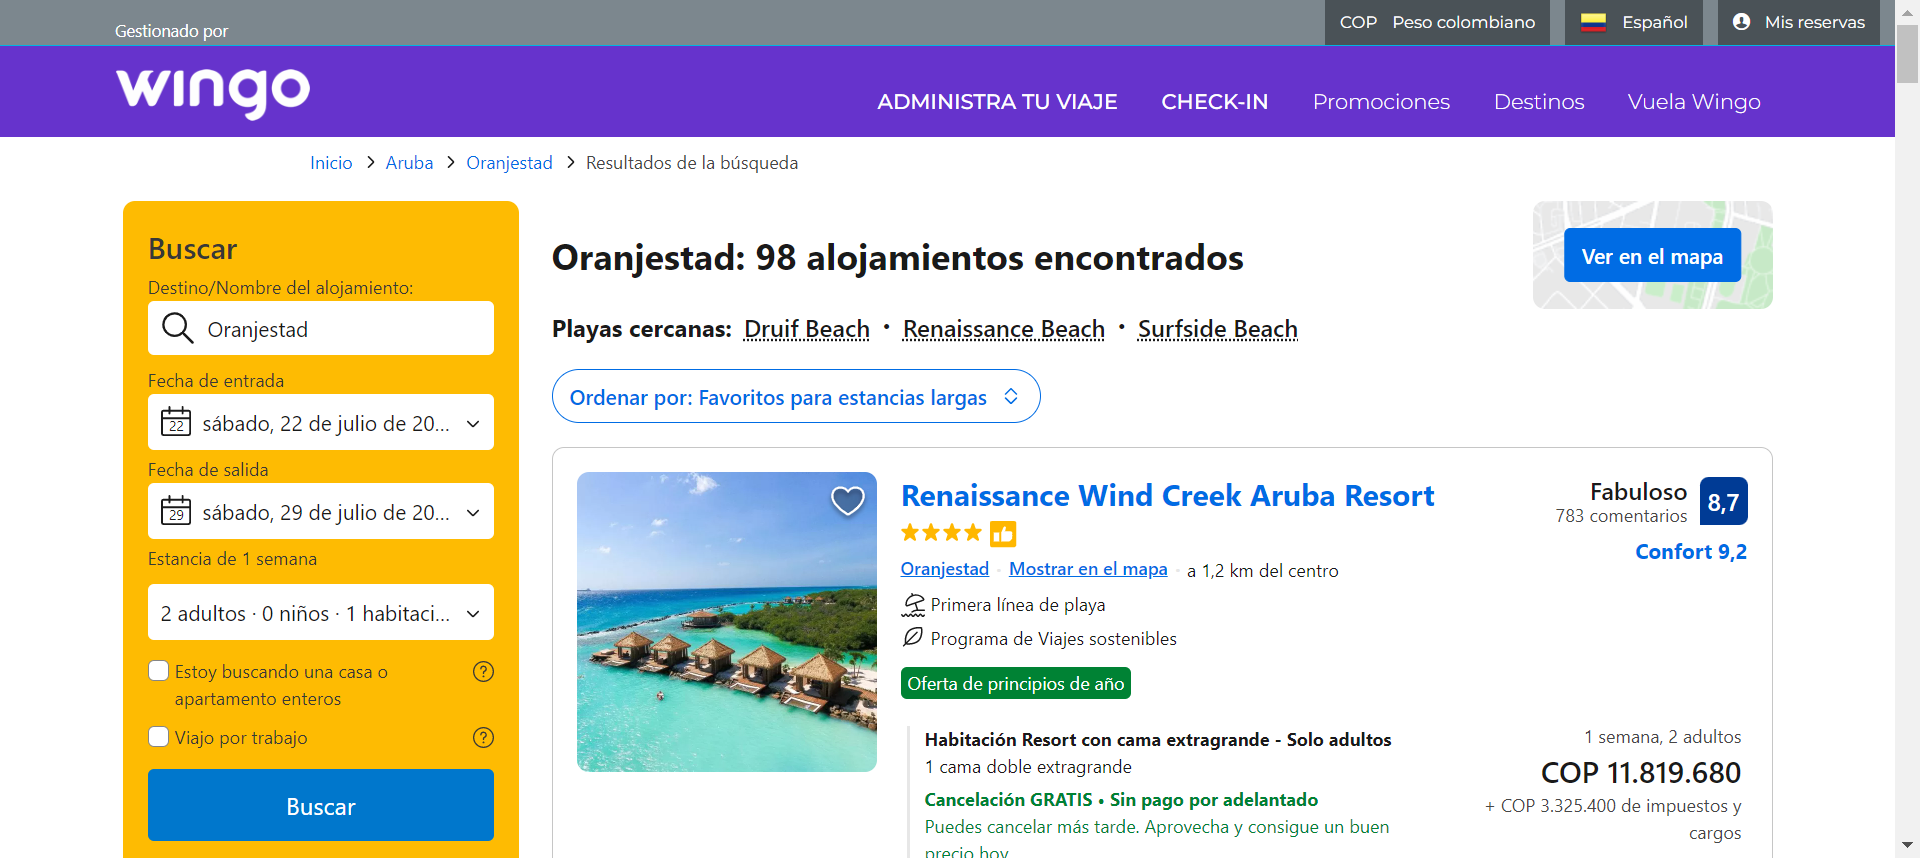 Gestionado por
COP Peso colombiano
Español
Mis reservas
wingo
ADMINISTRA TU VIAJE
CHECK-IN
Promociones
Destinos
Vuela Wingo
Inicio > Aruba > Oranjestad > Resultados de la búsqueda
Buscar
Destino/Nombre del alojamiento:
Oranjestad
Fecha de entrada
22 sábado, 22 de julio de 20...
Fecha de salida
29 sábado, 29 de julio de 20...
Estancia de 1 semana
2 adultos · 0 niños · 1 habitaci...
Estoy buscando una casa o
apartamento enteros
?
Viajo por trabajo
?
Buscar
Oranjestad: 98 alojamientos encontrados
Ver en el mapa
Playas cercanas: Druif Beach · Renaissance Beach · Surfside Beach
Ordenar por: Favoritos para estancias largas
Renaissance Wind Creek Aruba Resort
Fabuloso
783 comentarios
8,7
Confort 9,2
Oranjestad · Mostrar en el mapa · a 1,2 km del centro
Primera línea de playa
Programa de Viajes sostenibles
Oferta de principios de año
Habitación Resort con cama extragrande - Solo adultos
1 cama doble extragrande
Cancelación GRATIS • Sin pago por adelantado
Puedes cancelar más tarde. Aprovecha y consigue un buen
precio hoy
1 semana, 2 adultos
COP 11.819.680
+ COP 3.325.400 de impuestos y
cargos